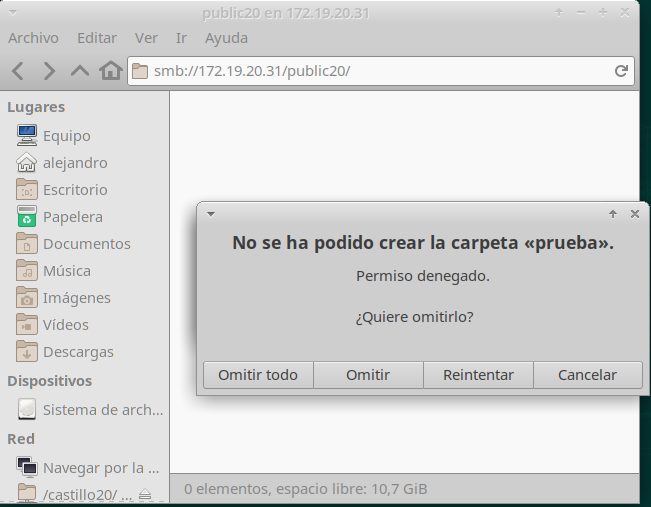 public20 en 172.19.20.31
Archivo Editar Ver Ir Ayuda
smb://172.19.20.31/public20/
Lugares
Equipo
alejandro
Escritorio
Papelera
Documentos
Música
Imágenes
Vídeos
Descargas
Dispositivos
Sistema de arch...
Red
Navegar por la ...
/castillo20/ ...
No se ha podido crear la carpeta «prueba».
Permiso denegado.
¿Quiere omitirlo?
Omitir todo Omitir Reintentar Cancelar
0 elementos, espacio libre: 10,7 GiB